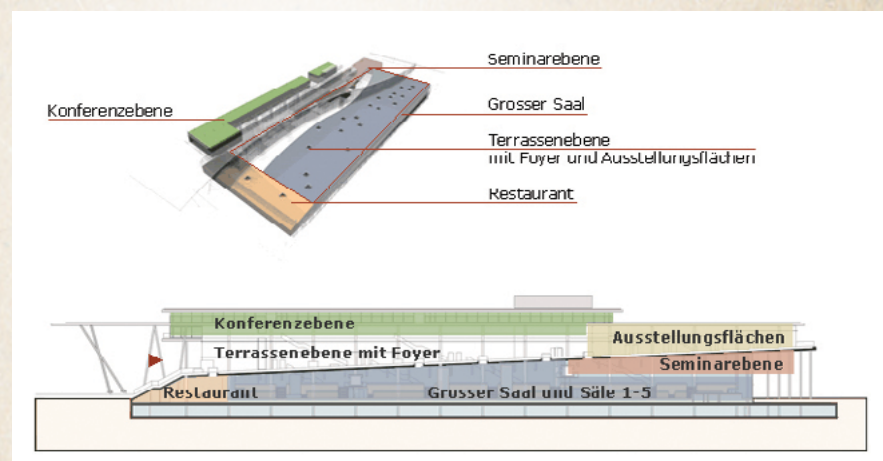 Seminarebene
Konferenzebene
Grosser Saal
Terrassenebene
mit Foyer und Ausstellungsflächen
Restaurant
Konferenzebene
Ausstellungsflächen
Terrassenebene mit Foyer
Seminarebene
Restaurant
Grosser Saal und Säle 1-5